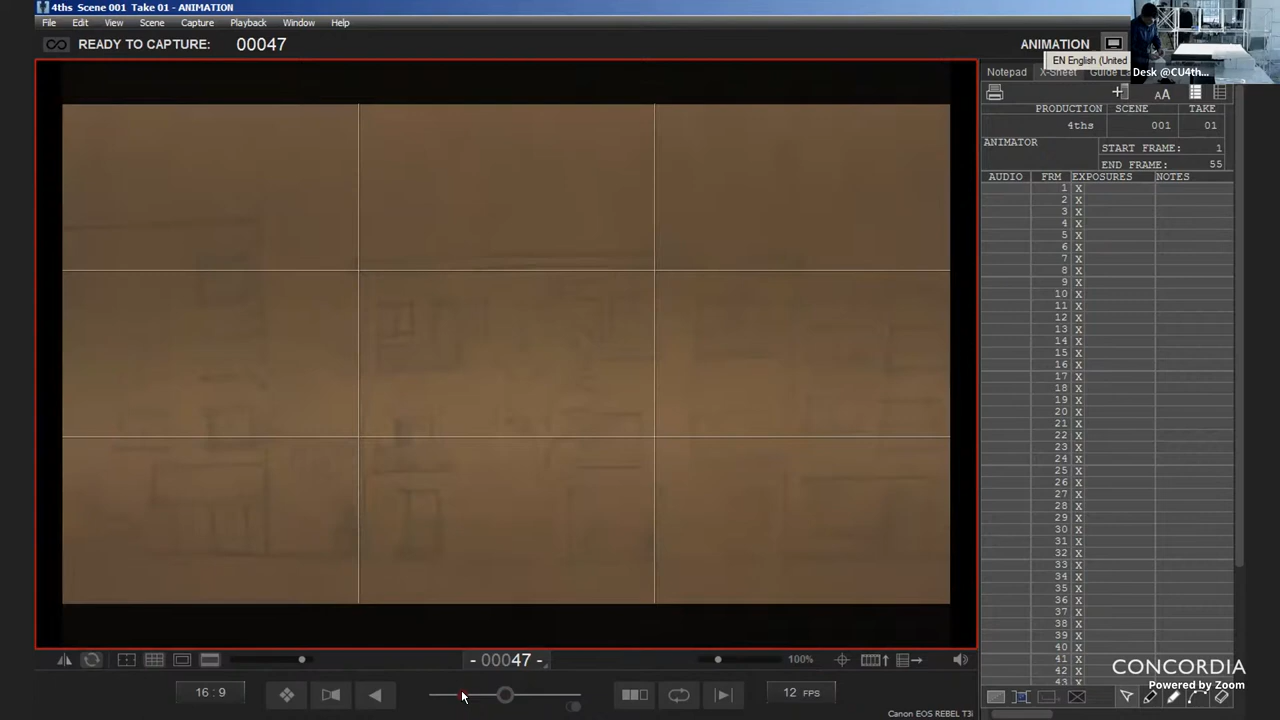 4ths Scene 001 Take 01 - ANIMATION
File Edit View Scene Capture Playback Window Help
READY TO CAPTURE: 00047
ANIMATION
EN English (United
Desk @CU4th...
Notepad X-Sheet Guide La
AA
PRODUCTION SCENE TAKE
4ths 001 01
ANIMATOR
START FRAME: 1
END FRAME: 55
AUDIO FRM EXPOSURES NOTES
1 X
2 X
3 X
4 X
5 X
6 X
7 X
8 X
9 X
10 X
11 X
12 X
13 X
14 X
15 X
16 X
17 X
18 X
19 X
20 X
21 X
22 X
23 X
24 X
25 X
26 X
27 X
28 X
29 X
30 X
31 X
32 X
33 X
34 X
35 X
36 X
37 X
38 X
39 X
40 X
41 X
42 X
43 X
- 00047 -
100%
16 : 9
12 FPS
Canon EOS REBEL T3i
CONCORDIA
Powered by Zoom